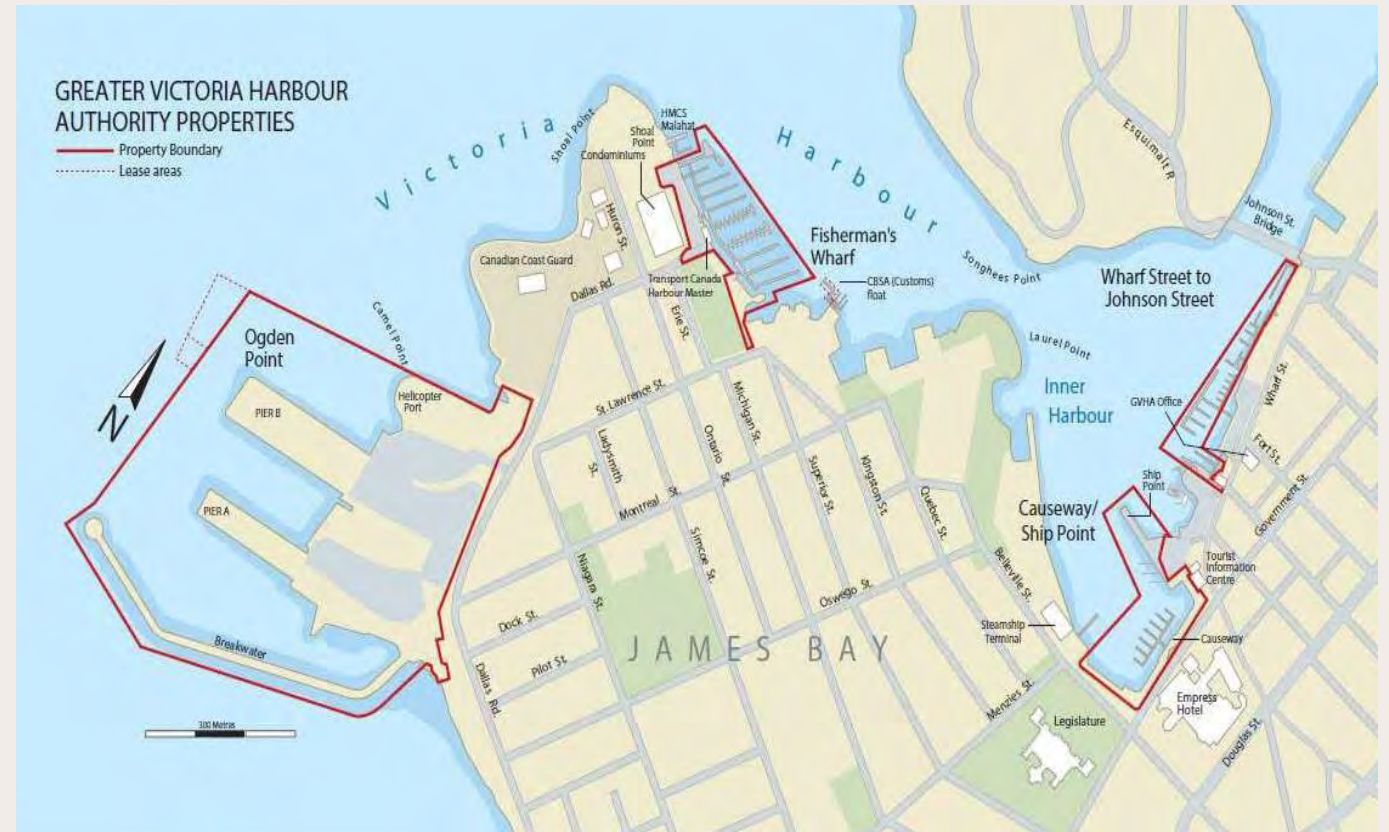 GREATER VICTORIA HARBOUR
AUTHORITY PROPERTIES
Property Boundary
Lease areas
Victoria
Harbour
Shoal Point
HMCS
Malahat
Shoal
Point
Condominiums
Huron St.
Canadian Coast Guard
Dallas Rd.
Transport Canada
Harbour Master
Erie St.
Fisherman's
Wharf
CBSA (Customs)
float
Songhees Point
Esquimalt R
Johnson St.
Bridge
Wharf Street to
Johnson Street
Laurel Point
Inner
Harbour
GVHA Office
Wharf St.
Fort St.
Government St.
Ship
Point
Causeway/
Ship Point
Tourist
Information
Centre
Causeway
Empress
Hotel
Douglas St.
Legislature
Menzies St.
Steamship
Terminal
Belleville St.
Quebec St.
Kingston St.
Superior St.
Michigan St.
Ontario St.
St. Lawrence St.
Ladysmith
St.
Montreal St.
Simcoe St.
Niagara St.
Oswego St.
JAMES BAY
Dock St.
Pilot St.
Dallas Rd.
Ogden
Point
Camel Point
Helicopter
Port
PIER B
PIER A
Breakwater
N
300 Metres